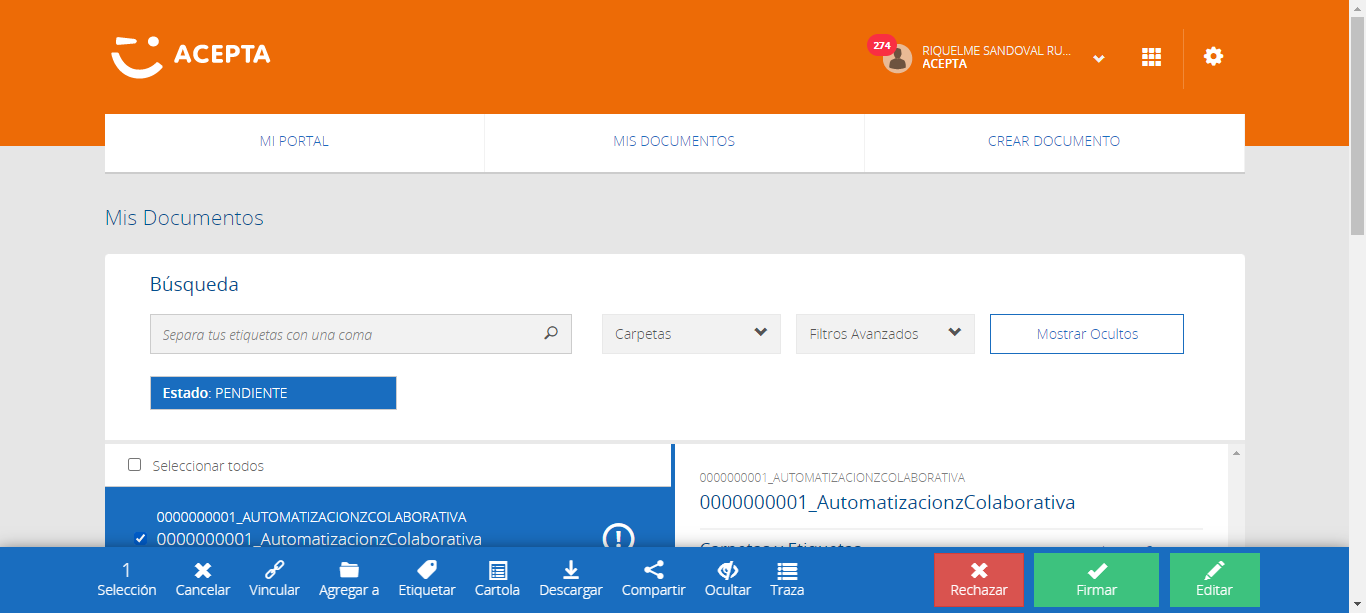 ACEPTA
274
RIQUELME SANDOVAL RU...
ACEPTA
MI PORTAL
MIS DOCUMENTOS
CREAR DOCUMENTO
Mis Documentos
Búsqueda
Separa tus etiquetas con una coma
Carpetas
Filtros Avanzados
Mostrar Ocultos
Estado: PENDIENTE
Seleccionar todos
0000000001_AUTOMATIZACIONZCOLABORATIVA
0000000001_AutomatizacionzColaborativa
0000000001_AUTOMATIZACIONZCOLABORATIVA
0000000001_AutomatizacionzColaborativa
Carpetas y Etiquetas
1
Selección
Cancelar
Vincular
Agregar a
Etiquetar
Cartola
Descargar
Compartir
Ocultar
Traza
Rechazar
Firmar
Editar